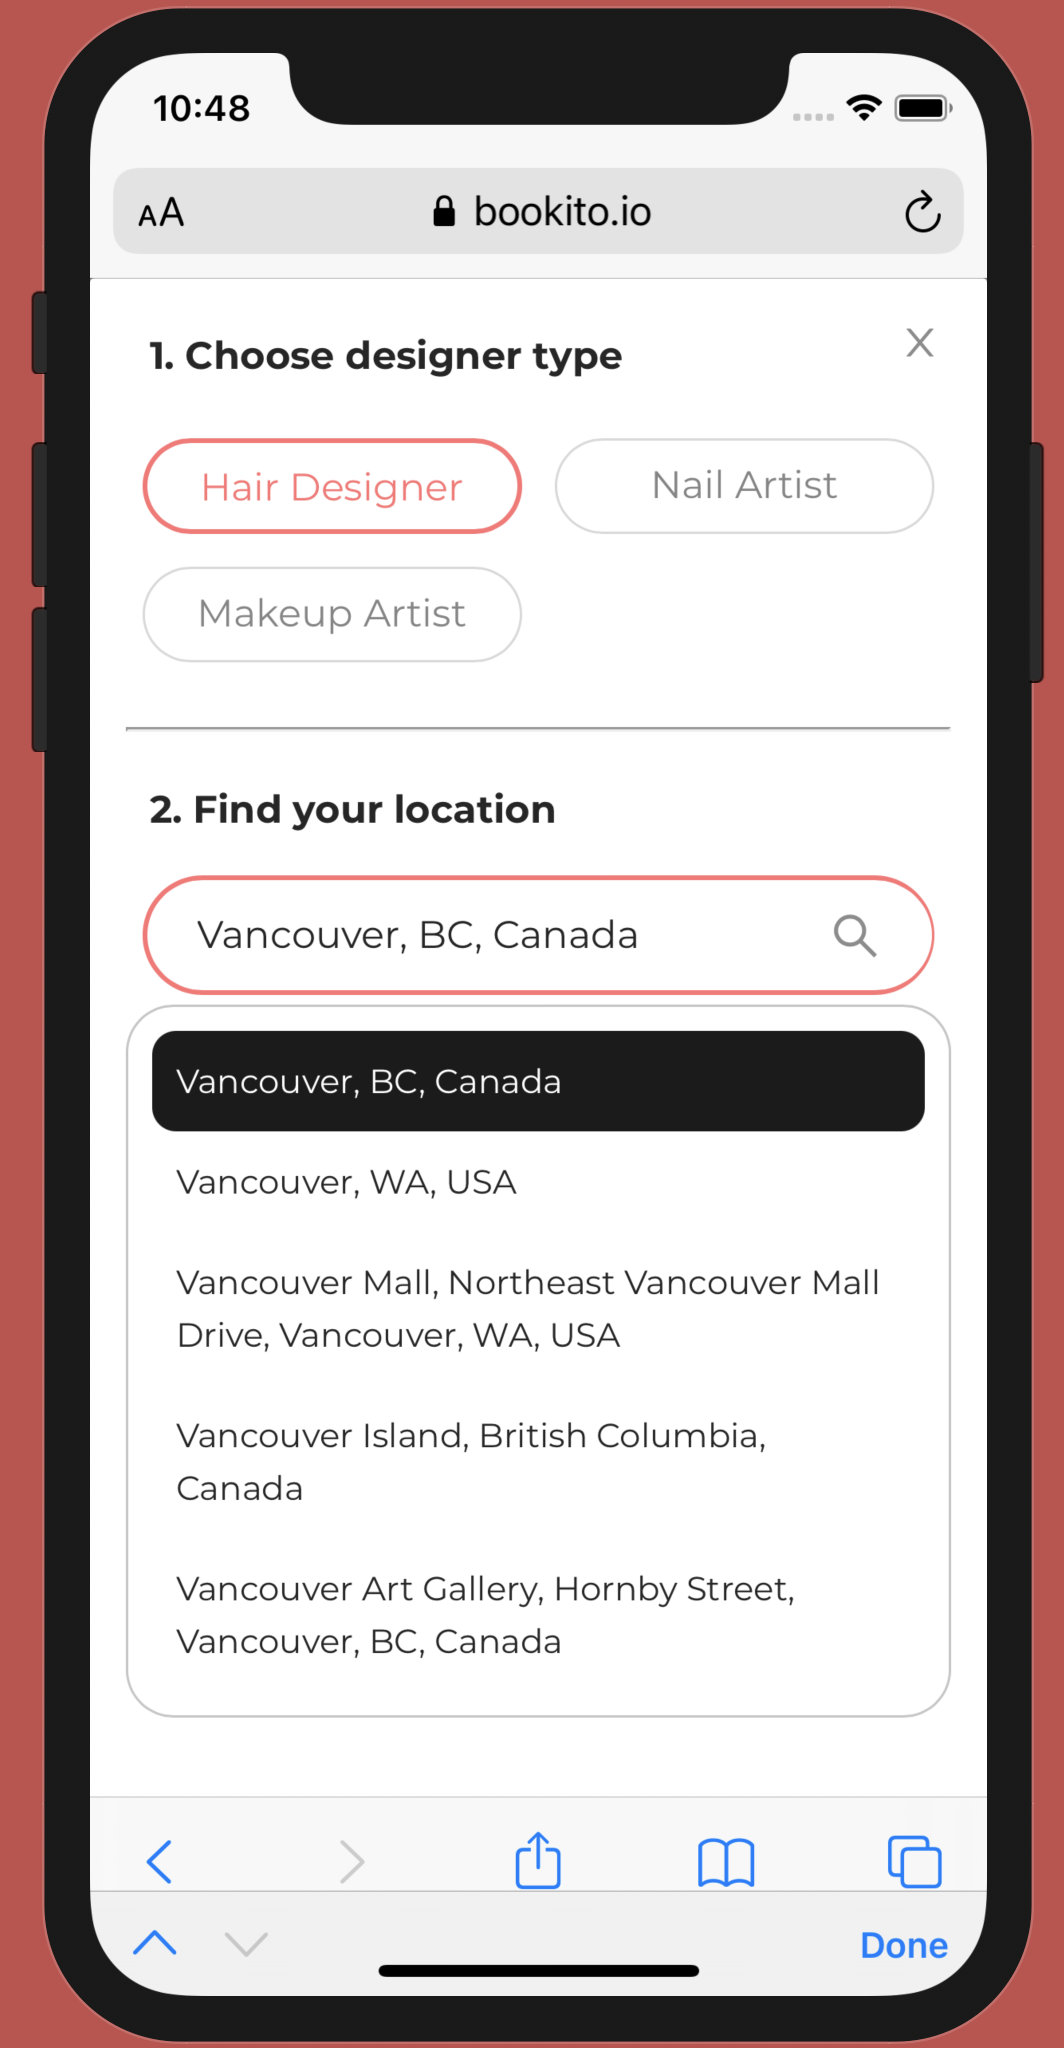 10:48
AA
bookito.io
1. Choose designer type
X
Hair Designer
Nail Artist
Makeup Artist
2. Find your location
Vancouver, BC, Canada
Vancouver, BC, Canada
Vancouver, WA, USA
Vancouver Mall, Northeast Vancouver Mall
Drive, Vancouver, WA, USA
Vancouver Island, British Columbia,
Canada
Vancouver Art Gallery, Hornby Street,
Vancouver, BC, Canada
Done